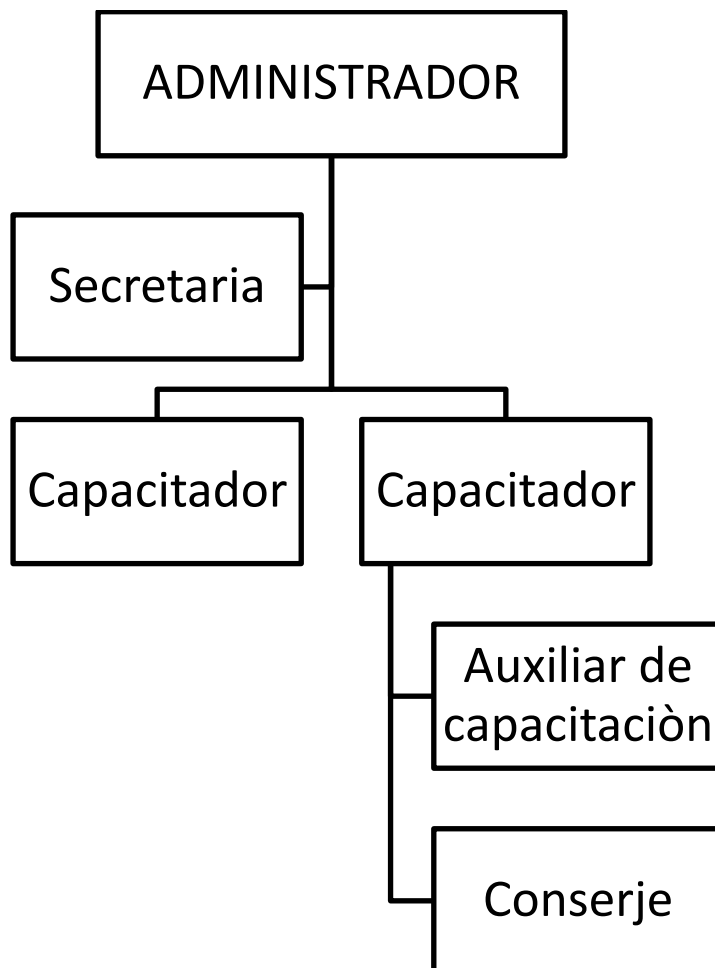 ADMINISTRADOR
Secretaria
Capacitador
Capacitador
Auxiliar de
capacitaciòn
Conserje